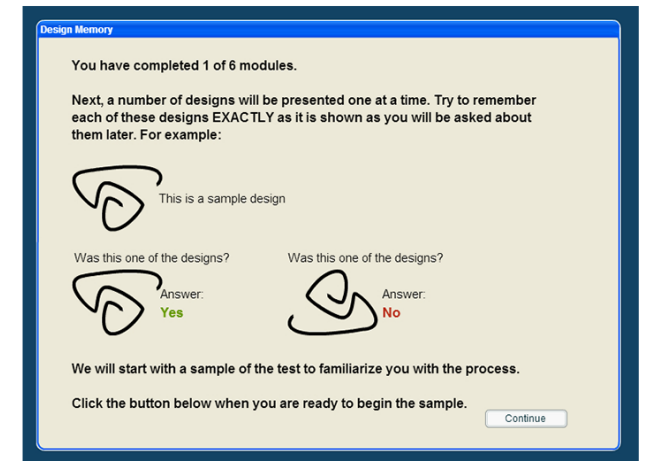 Design Memory
You have completed 1 of 6 modules.
Next, a number of designs will be presented one at a time. Try to remember
each of these designs EXACTLY as it is shown as you will be asked about
them later. For example:
This is a sample design
Was this one of the designs?
Answer:
Yes
Was this one of the designs?
Answer:
No
We will start with a sample of the test to familiarize you with the process.
Click the button below when you are ready to begin the sample.
Continue